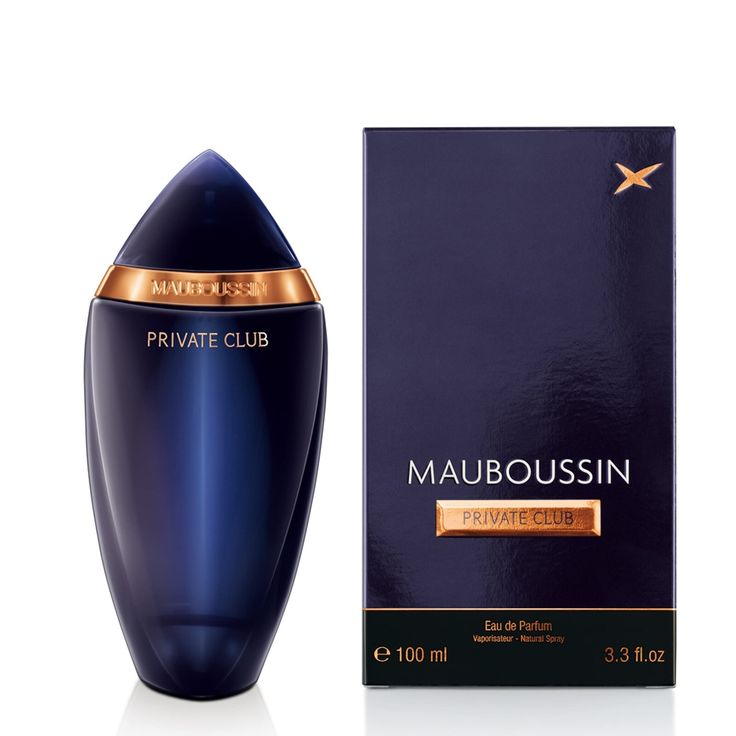 MAUBOUSSIN
PRIVATE CLUB
MAUBOUSSIN
PRIVATE CLUB
Eau de Parfum
Vaporisateur - Natural Spray
℮ 100 ml 3.3 fl.oz